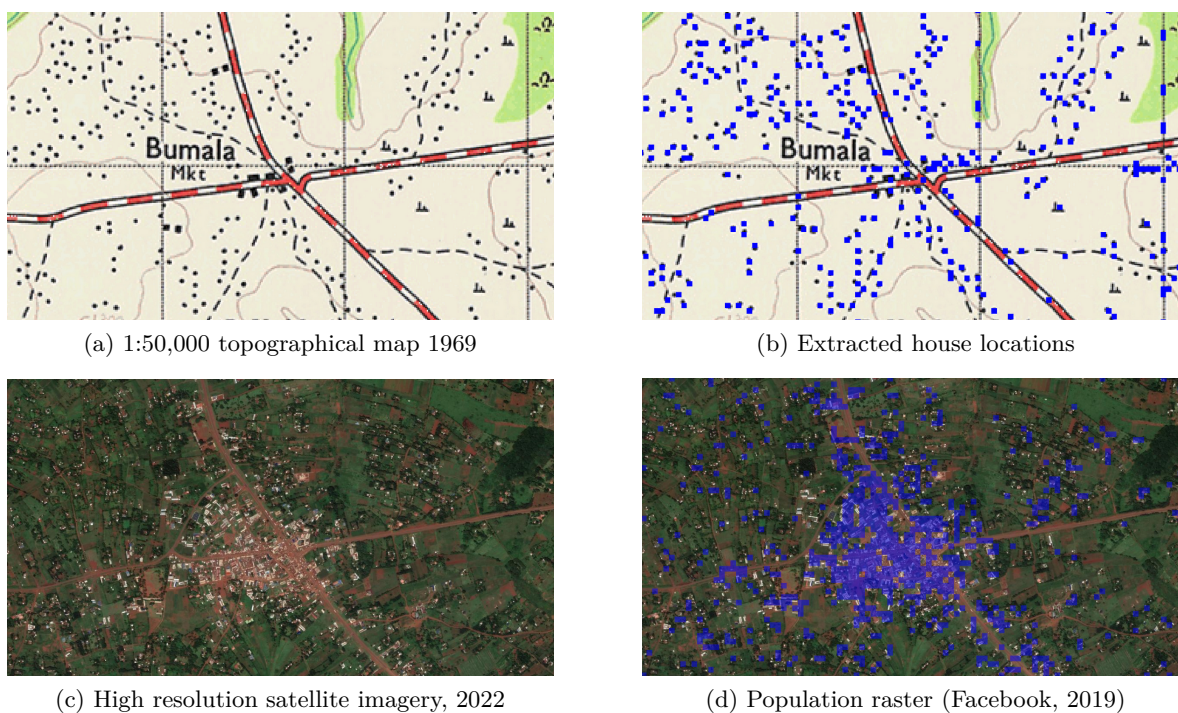 Bumala
Mkt
Bumala
Mkt
(a) 1:50,000 topographical map 1969
(b) Extracted house locations
(c) High resolution satellite imagery, 2022
(d) Population raster (Facebook, 2019)